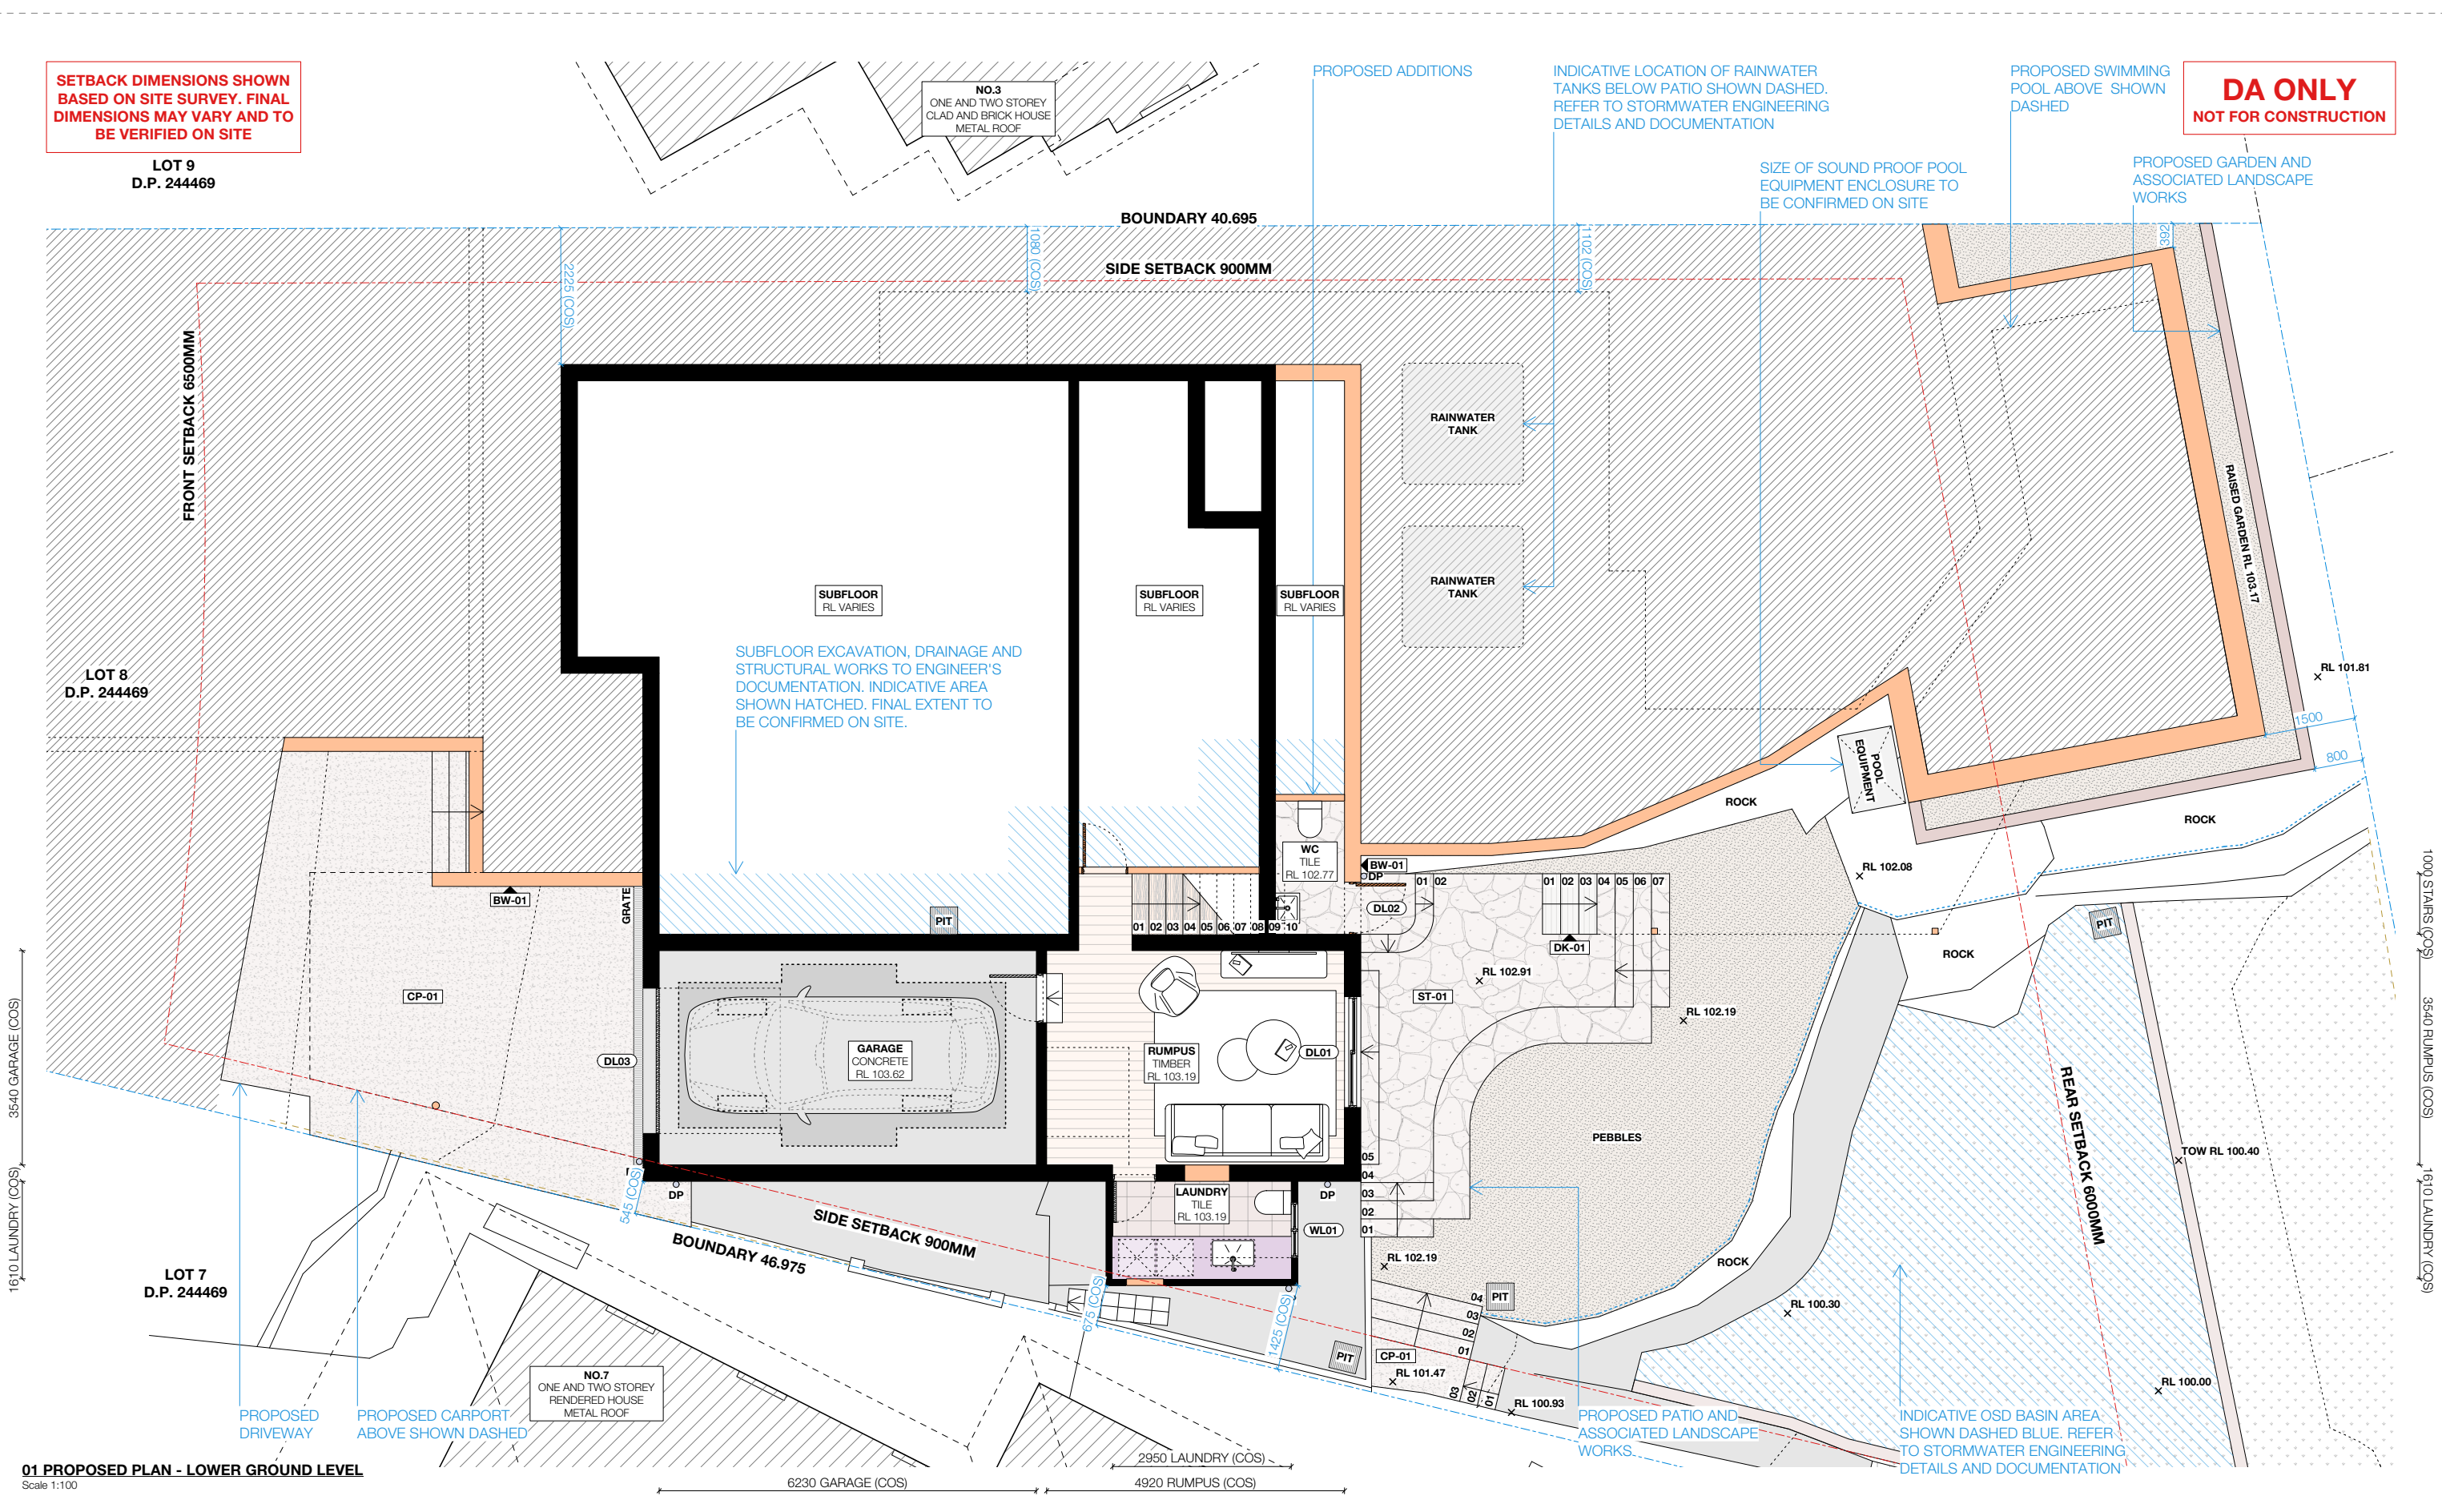 SETBACK DIMENSIONS SHOWN
BASED ON SITE SURVEY. FINAL
DIMENSIONS MAY VARY AND TO
BE VERIFIED ON SITE
LOT 9
D.P. 244469
NO.3
ONE AND TWO STOREY
CLAD AND BRICK HOUSE
METAL ROOF
PROPOSED ADDITIONS
INDICATIVE LOCATION OF RAINWATER
TANKS BELOW PATIO SHOWN DASHED.
REFER TO STORMWATER ENGINEERING
DETAILS AND DOCUMENTATION
PROPOSED SWIMMING
POOL ABOVE SHOWN
DASHED
DA ONLY
NOT FOR CONSTRUCTION
SIZE OF SOUND PROOF POOL
EQUIPMENT ENCLOSURE TO
BE CONFIRMED ON SITE
PROPOSED GARDEN AND
ASSOCIATED LANDSCAPE
WORKS
BOUNDARY 40.695
SIDE SETBACK 900MM
2225 (COS)
1080 (COS)
1102 (COS)
392
FRONT SETBACK 6500MM
RAINWATER
TANK
RAINWATER
TANK
RAISED GARDEN RL 103.17
SUBFLOOR
RL VARIES
SUBFLOOR
RL VARIES
SUBFLOOR
RL VARIES
SUBFLOOR EXCAVATION, DRAINAGE AND
STRUCTURAL WORKS TO ENGINEER'S
DOCUMENTATION. INDICATIVE AREA
SHOWN HATCHED. FINAL EXTENT TO
BE CONFIRMED ON SITE.
LOT 8
D.P. 244469
RL 101.81
1500
800
POOL
EQUIPMENT
ROCK
ROCK
ROCK
ROCK
WC
TILE
RL 102.77
BW-01
DP
RL 102.08
BW-01
GRATE
PIT
01 02 03 04 05 06 07 08 09 10
DL02
01 02
01 02 03 04 05 06 07
DK-01
PIT
1000 STAIRS (COS)
CP-01
RL 102.91
ST-01
RL 102.19
3540 GARAGE (COS)
3540 RUMPUS (COS)
DL03
GARAGE
CONCRETE
RL 103.62
RUMPUS
TIMBER
RL 103.19
DL01
PEBBLES
REAR SETBACK 6000MM
TOW RL 100.40
05
04
03
02
01
DP
545 (COS)
LAUNDRY
TILE
RL 103.19
DP
WL01
1610 LAUNDRY (COS)
1610 LAUNDRY (COS)
SIDE SETBACK 900MM
BOUNDARY 46.975
LOT 7
D.P. 244469
675 (COS)
1425 (COS)
RL 102.19
PIT
04
03
02
01
RL 100.30
PIT
CP-01
RL 101.47
03
02
01
RL 100.93
RL 100.00
NO.7
ONE AND TWO STOREY
RENDERED HOUSE
METAL ROOF
PROPOSED
DRIVEWAY
PROPOSED CARPORT
ABOVE SHOWN DASHED
PROPOSED PATIO AND
ASSOCIATED LANDSCAPE
WORKS.
INDICATIVE OSD BASIN AREA
SHOWN DASHED BLUE. REFER
TO STORMWATER ENGINEERING
DETAILS AND DOCUMENTATION
2950 LAUNDRY (COS)
6230 GARAGE (COS)
4920 RUMPUS (COS)
01 PROPOSED PLAN - LOWER GROUND LEVEL
Scale 1:100